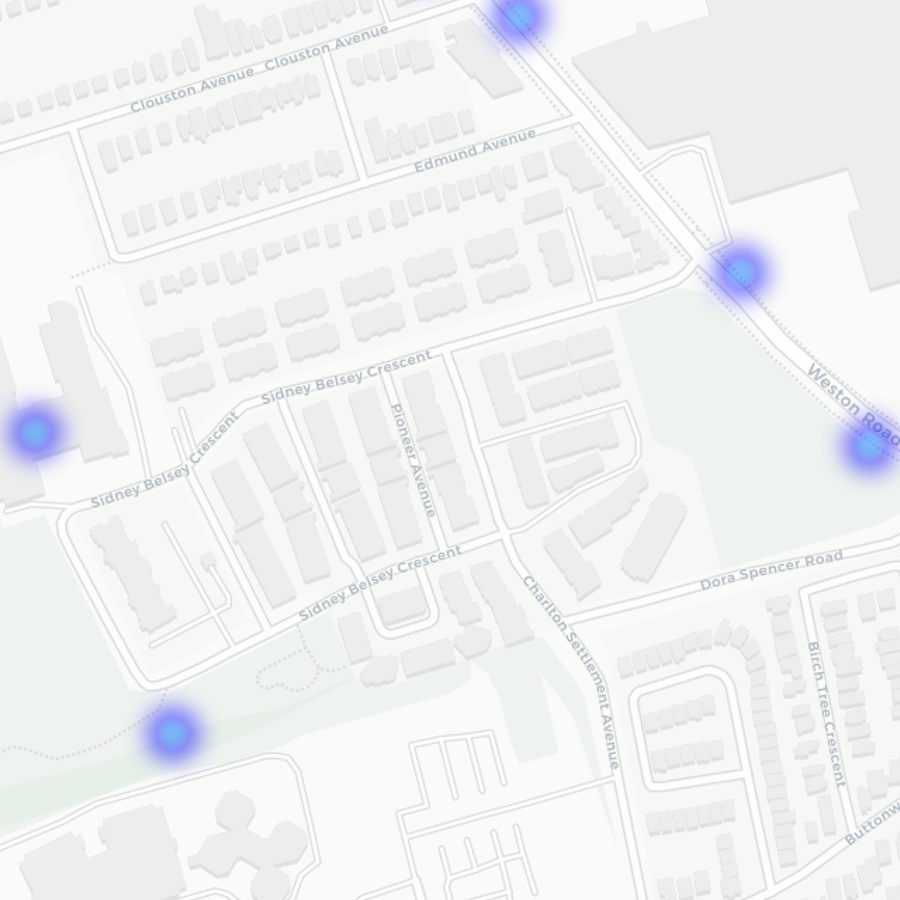 Clouston Avenue
Clouston Avenue
Edmund Avenue
Sidney Belsey Crescent
Weston Road
Pioneer Avenue
Sidney Belsey Crescent
Sidney Belsey Crescent
Dora Spencer Road
Charlton Settlement Avenue
Birch Tree Crescent
Buttonw